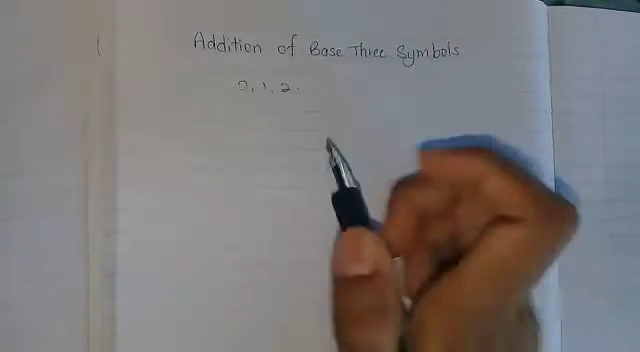 Addition of Base Three Symbols
0, 1, 2.